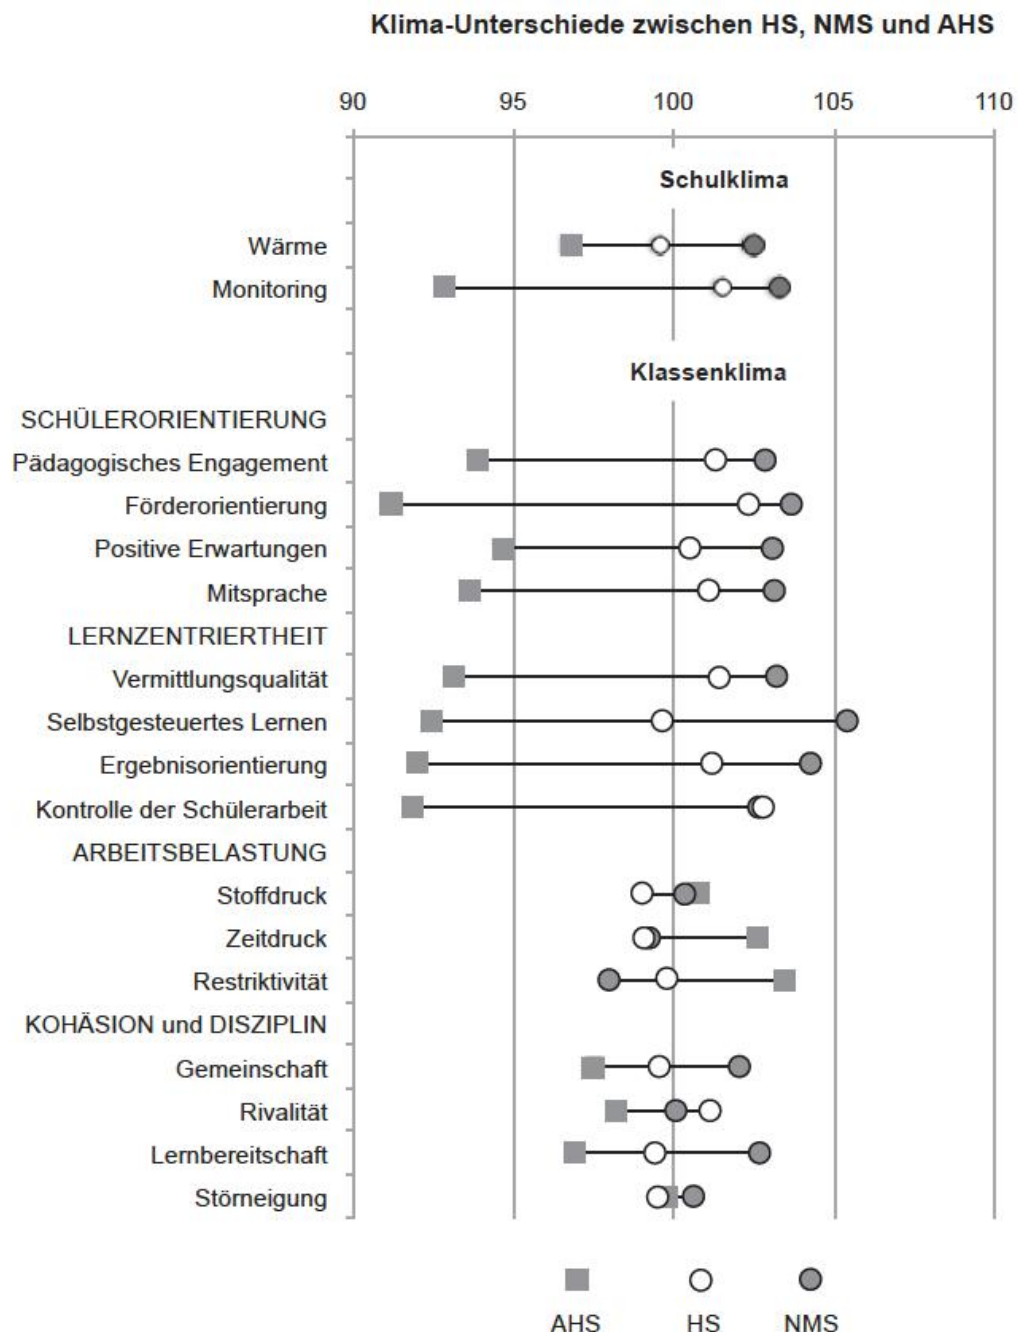 Klima-Unterschiede zwischen HS, NMS und AHS
90 95 100 105 110
Schulklima
Wärme
Monitoring
Klassenklima
SCHÜLERORIENTIERUNG
Pädagogisches Engagement
Förderorientierung
Positive Erwartungen
Mitsprache
LERNZENTRIERTHEIT
Vermittlungsqualität
Selbstgesteuertes Lernen
Ergebnisorientierung
Kontrolle der Schülerarbeit
ARBEITSBELASTUNG
Stoffdruck
Zeitdruck
Restriktivität
KOHÄSION und DISZIPLIN
Gemeinschaft
Rivalität
Lernbereitschaft
Störneigung
AHS HS NMS